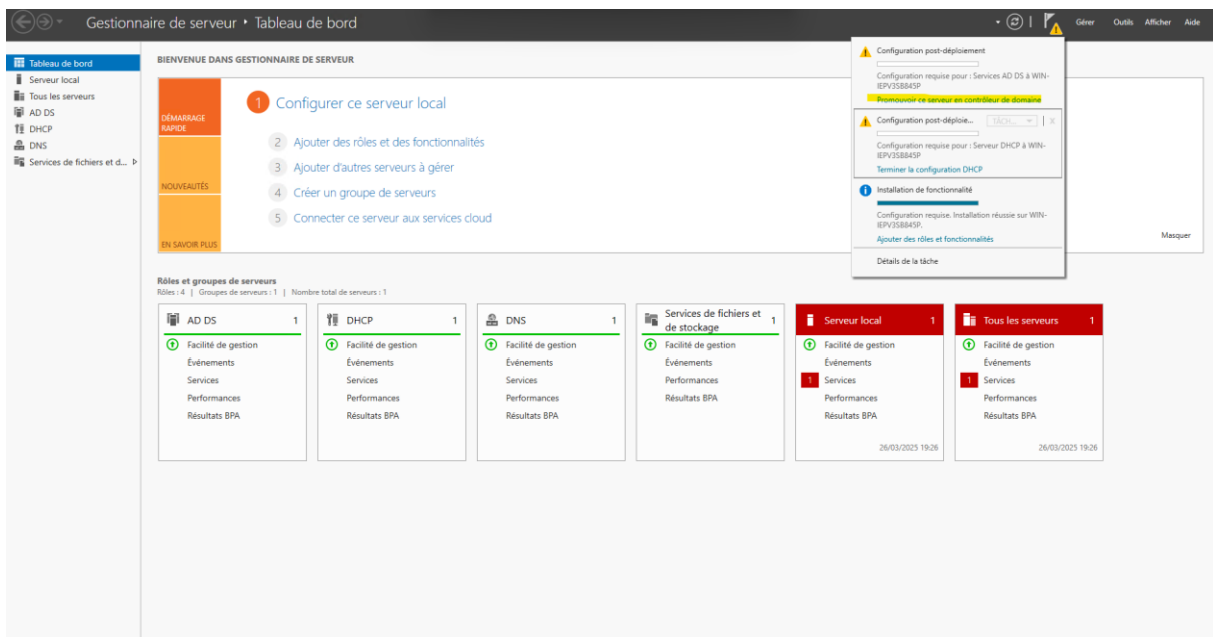 Gestionnaire de serveur • Tableau de bord
Gérer Outils Afficher Aide
Tableau de bord
Serveur local
Tous les serveurs
AD DS
DHCP
DNS
Services de fichiers et d...
BIENVENUE DANS GESTIONNAIRE DE SERVEUR
DÉMARRAGE
RAPIDE
NOUVEAUTÉS
EN SAVOIR PLUS
1 Configurer ce serveur local
2 Ajouter des rôles et des fonctionnalités
3 Ajouter d'autres serveurs à gérer
4 Créer un groupe de serveurs
5 Connecter ce serveur aux services cloud
Configuration post-déploiement
Configuration requise pour : Services AD DS à WIN-
IEPV3SB845P
Promouvoir ce serveur en contrôleur de domaine
Configuration post-déploie... TÂCH... X
Configuration requise pour : Serveur DHCP à WIN-
IEPV3SB845P
Terminer la configuration DHCP
Installation de fonctionnalité
Configuration requise. Installation réussie sur WIN-
IEPV3SB845P.
Ajouter des rôles et fonctionnalités
Détails de la tâche
Masquer
Rôles et groupes de serveurs
Rôles : 4 | Groupes de serveurs : 1 | Nombre total de serveurs : 1
AD DS 1
Facilité de gestion
Événements
Services
Performances
Résultats BPA
DHCP 1
Facilité de gestion
Événements
Services
Performances
Résultats BPA
DNS 1
Facilité de gestion
Événements
Services
Performances
Résultats BPA
Services de fichiers et
de stockage 1
Facilité de gestion
Événements
Performances
Résultats BPA
Serveur local 1
Facilité de gestion
Événements
1 Services
Performances
Résultats BPA
26/03/2025 19:26
Tous les serveurs 1
Facilité de gestion
Événements
1 Services
Performances
Résultats BPA
26/03/2025 19:26